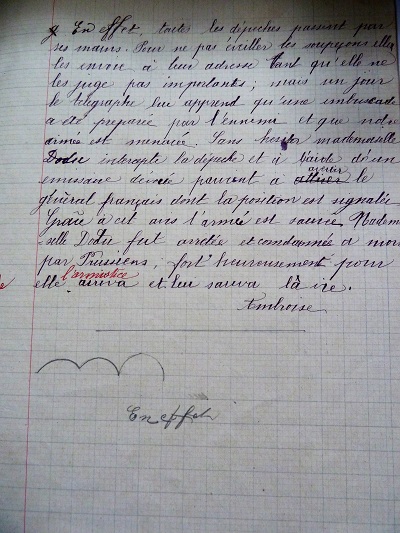 En effet, toutes les dépêches passent par
ses mains. Pour ne pas éveiller les soupçons elle
les envoie à leur adresse tant qu'elle ne
les juge pas importants ; mais un jour
le télégraphe lui apprend qu'une embuscade
a été préparée par l'ennemi et que notre
armée est menacée. Sans hésiter mademoiselle
Dodu intercepte la dépêche et à l'aide d'un
émissaire parvient à avertir le
général français dont la position est signalée
Grâce à cet avis l'armée est sauvée. Madem
selle Dodu fut arrêtée et condamnée à mort
par Prussiens, fort heureusement pour
elle l'armistice arriva et leur sauva la vie.
Ambroise
En effet